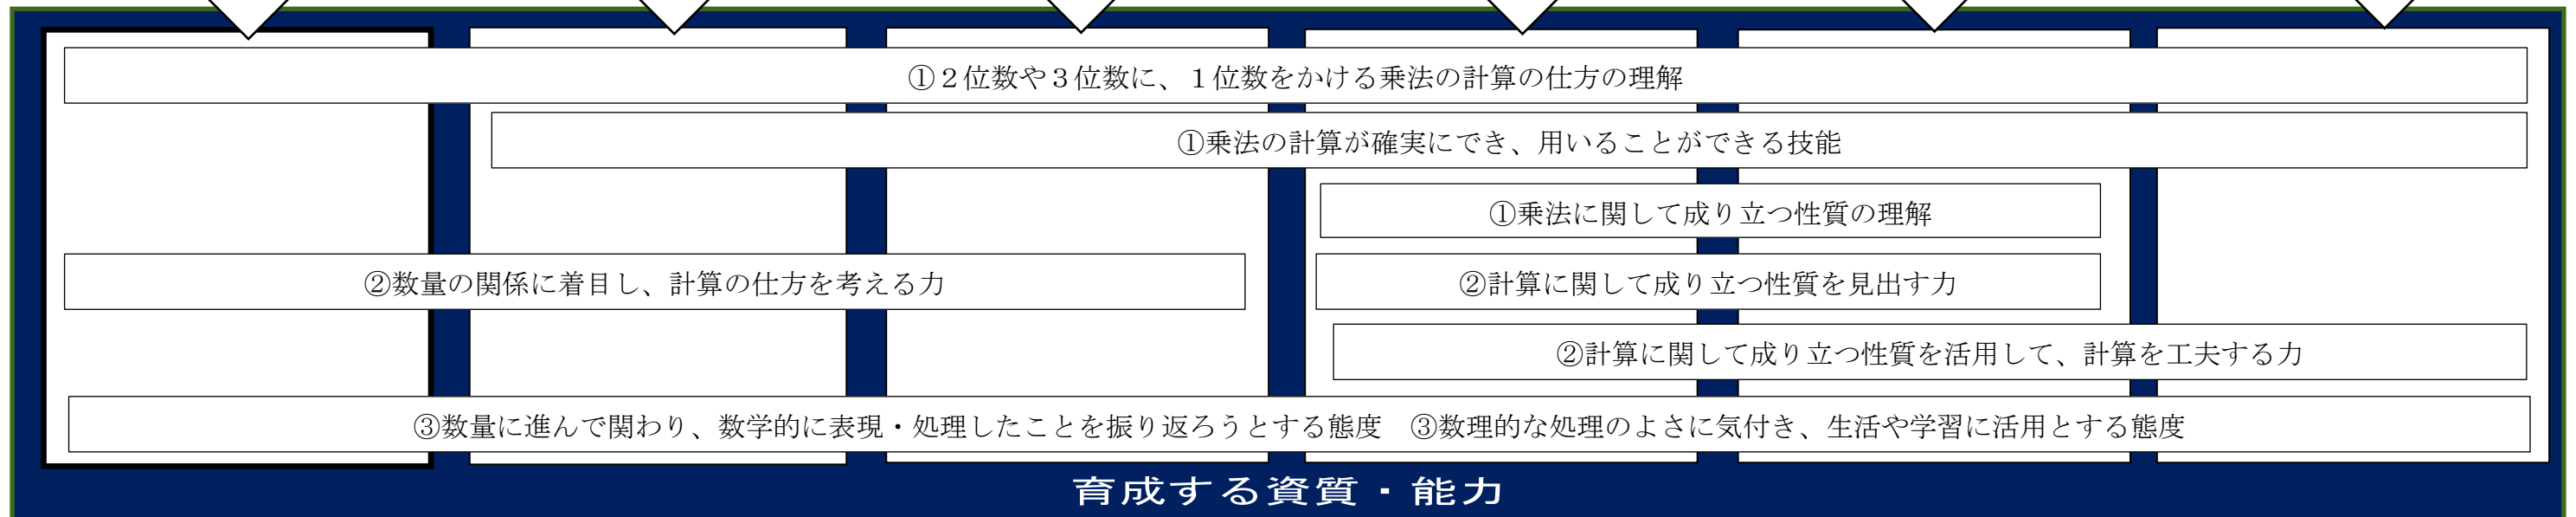 ①２位数や３位数に、１位数をかける乗法の計算の仕方の理解
①乗法の計算が確実にでき、用いることができる技能
①乗法に関して成り立つ性質の理解
②数量の関係に着目し、計算の仕方を考える力
②計算に関して成り立つ性質を見出す力
②計算に関して成り立つ性質を活用して、計算を工夫する力
③数量に進んで関わり、数学的に表現・処理したことを振り返ろうとする態度　③数理的な処理のよさに気付き、生活や学習に活用とする態度
育成する資質・能力